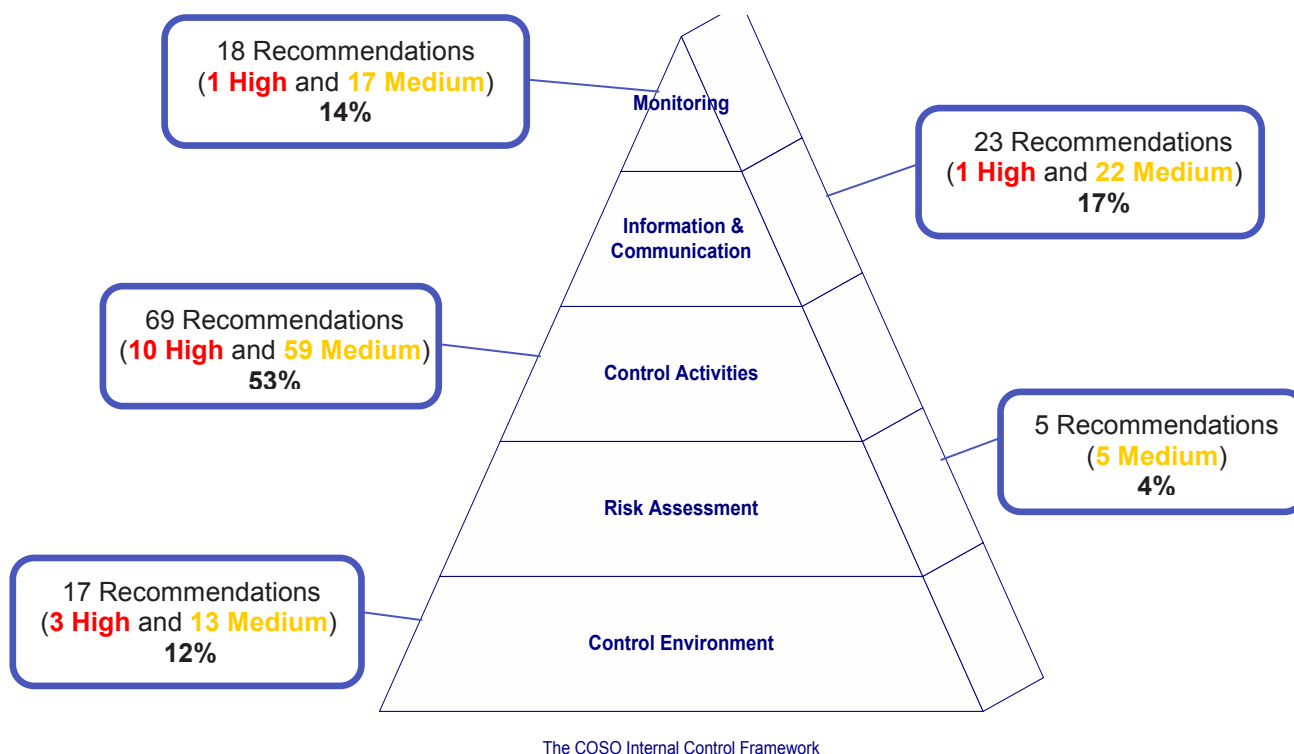 18 Recommendations
(1 High and 17 Medium)
14%
Monitoring
23 Recommendations
(1 High and 22 Medium)
17%
Information &
Communication
69 Recommendations
(10 High and 59 Medium)
53%
Control Activities
5 Recommendations
(5 Medium)
4%
Risk Assessment
17 Recommendations
(3 High and 13 Medium)
12%
Control Environment
The COSO Internal Control Framework